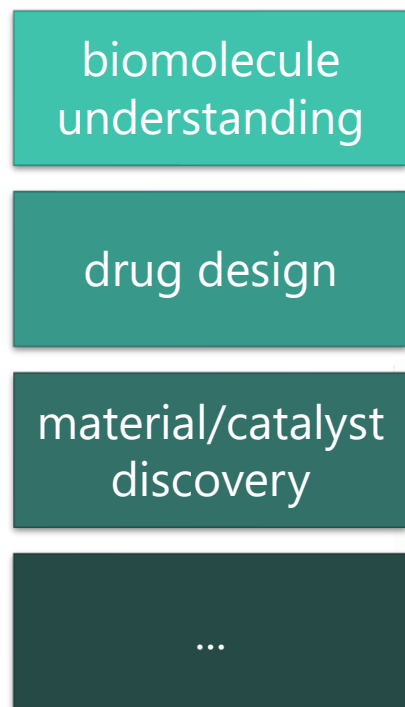 biomolecule
understanding
drug design
material/catalyst
discovery
...